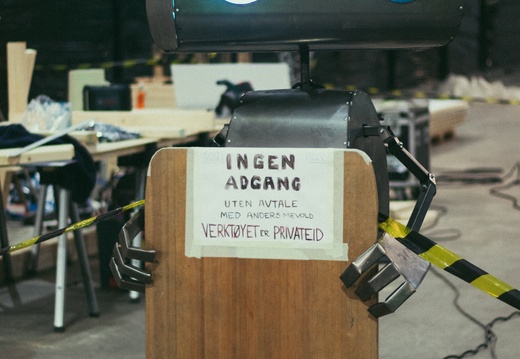 INGEN
ADGANG
UTEN AVTALE
MED ANDERS MEVOLD
VERKTØYET ER PRIVATEID